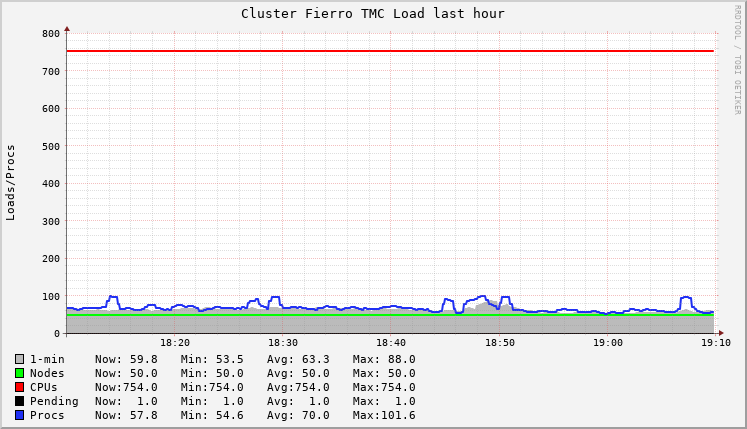 Cluster Fierro TMC Load last hour
RRDTOOL / TOBI OETIKER
Loads/Procs
800
700
600
500
400
300
200
100
0
18:20 18:30 18:40 18:50 19:00 19:10
1-min Now: 59.8 Min: 53.5 Avg: 63.3 Max: 88.0
Nodes Now: 50.0 Min: 50.0 Avg: 50.0 Max: 50.0
CPUs Now:754.0 Min:754.0 Avg:754.0 Max:754.0
Pending Now: 1.0 Min: 1.0 Avg: 1.0 Max: 1.0
Procs Now: 57.8 Min: 54.6 Avg: 70.0 Max:101.6